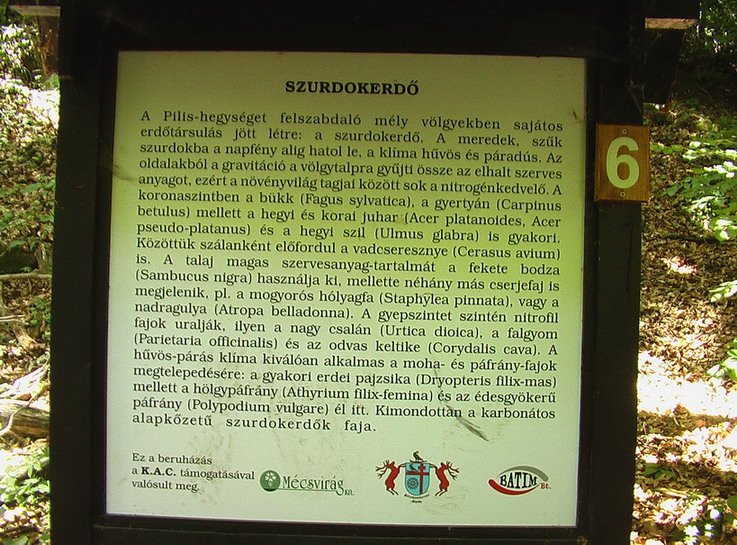 SZURDOKERDŐ
A Pilis-hegységet felszabdaló mély völgyekben sajátos
erdőtársulás jött létre: a szurdokerdő. A meredek, szűk
szurdokba a napfény alig hatol le, a klíma hűvös és páradús. Az
oldalakból a gravitáció a völgytalpra gyűjti össze az elhalt szerves
anyagot, ezért a növényvilág tagjai között sok a nitrogénkedvelő. A
koronaszintben a bükk (Fagus sylvatica), a gyertyán (Carpinus
betulus) mellett a hegyi és korai juhar (Acer platanoides, Acer
pseudo-platanus) és a hegyi szil (Ulmus glabra) is gyakori.
Közöttük szálanként előfordul a vadcseresznye (Cerasus avium)
is. A talaj magas szervesanyag-tartalmát a fekete bodza
(Sambucus nigra) használja ki, mellette néhány más cserjefaj is
megjelenik, pl. a mogyorós hólyagfa (Staphylea pinnata), vagy a
nadragulya (Atropa belladonna). A gyepszintet szintén nitrofil
fajok uralják, ilyen a nagy csalán (Urtica dioica), a falgyom
(Parietaria officinalis) és az odvas keltike (Corydalis cava). A
hűvös-párás klíma kiválóan alkalmas a moha- és páfrány-fajok
megtelepedésére: a gyakori erdei pajzsika (Dryopteris filix-mas)
mellett a hölgypáfrány (Athyrium filix-femina) és az édesgyökerű
páfrány (Polypodium vulgare) él itt. Kimondottan a karbonátos
alapkőzetű szurdokerdők faja.
Ez a beruházás
a K.A.C. támogatásával
valósult meg.
Mécsvirág Kft.
BATIM Bt.
6